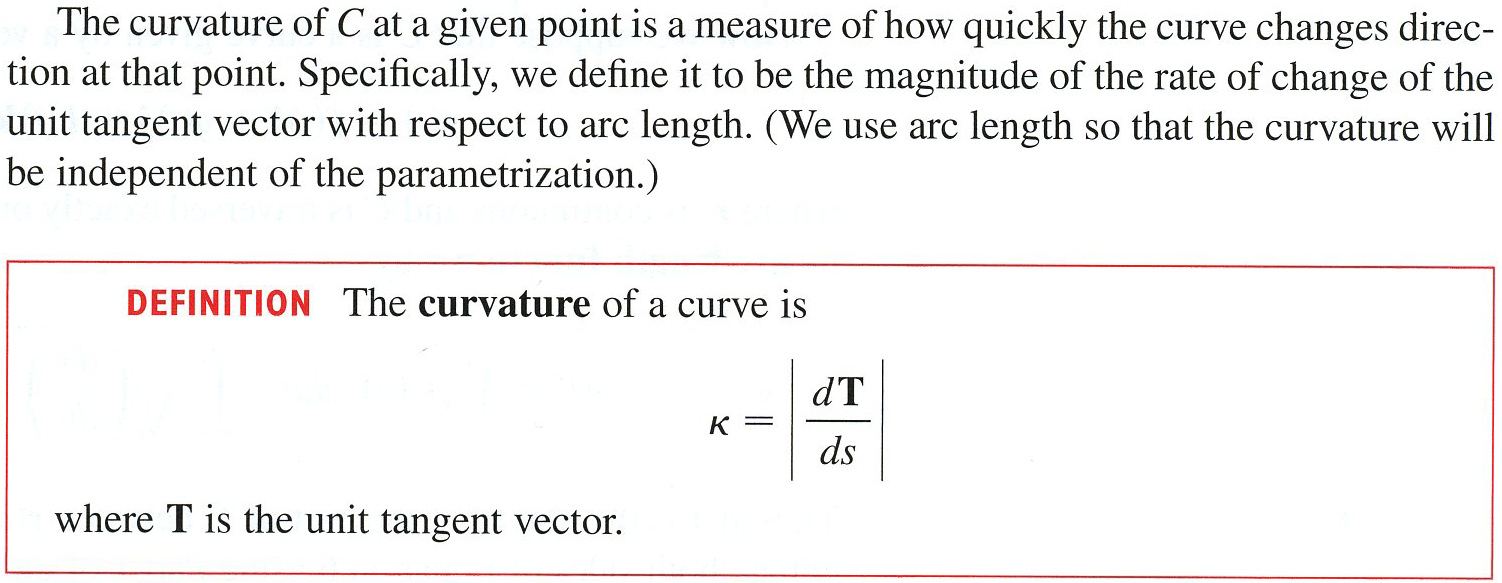 The curvature of C at a given point is a measure of how quickly the curve changes direc-
tion at that point. Specifically, we define it to be the magnitude of the rate of change of the
unit tangent vector with respect to arc length. (We use arc length so that the curvature will
be independent of the parametrization.)
DEFINITION The curvature of a curve is
κ = |dT/ds|
where T is the unit tangent vector.